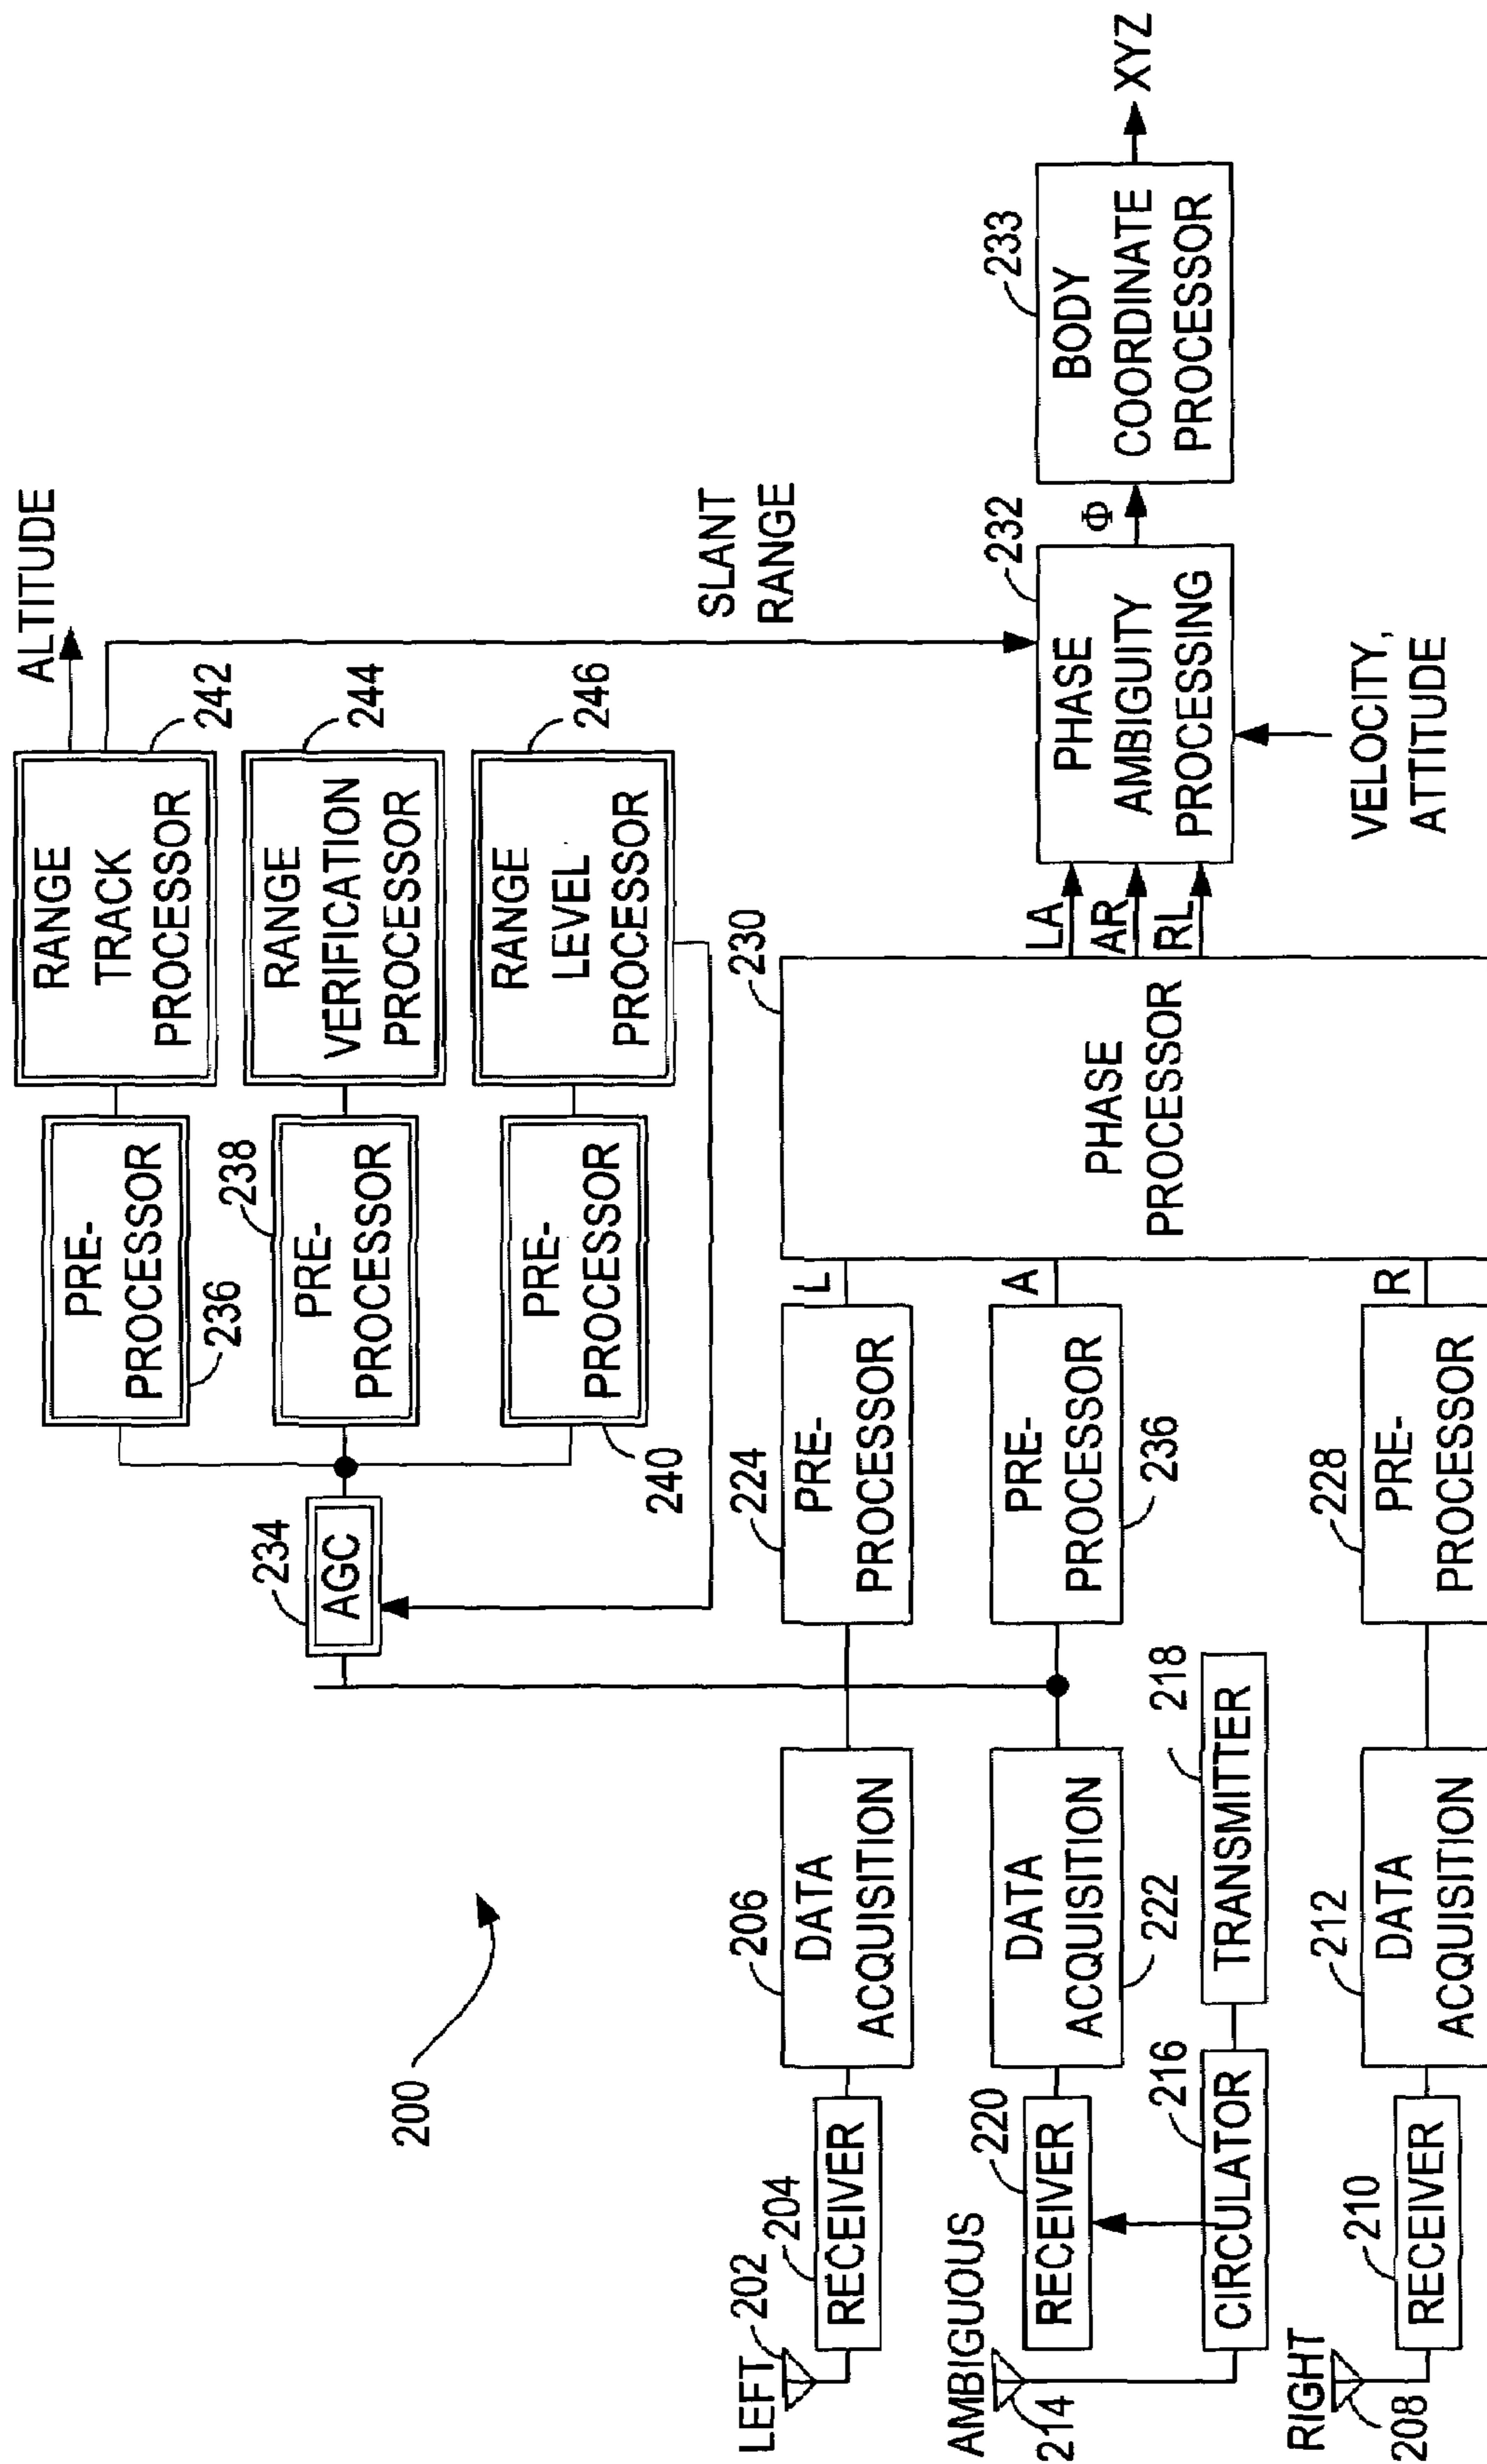 200
ALTITUDE
236
PRE-
PROCESSOR
242
RANGE
TRACK
PROCESSOR
234
AGC
238
PRE-
PROCESSOR
244
RANGE
VERIFICATION
PROCESSOR
240
PRE-
PROCESSOR
246
RANGE
LEVEL
PROCESSOR
SLANT
RANGE
LEFT
202
204
RECEIVER
206
DATA
ACQUISITION
224
PRE-
PROCESSOR
L
AMBIGUOUS
214
220
RECEIVER
DATA
ACQUISITION
222
PRE-
PROCESSOR
236
A
216
CIRCULATOR
218
TRANSMITTER
RIGHT
208
210
RECEIVER
212
DATA
ACQUISITION
228
PRE-
PROCESSOR
R
230
PHASE
PROCESSOR
LA
AR
RL
232
PHASE
AMBIGUITY
PROCESSING
VELOCITY,
ATTITUDE
Φ
233
BODY
COORDINATE
PROCESSOR
XYZ